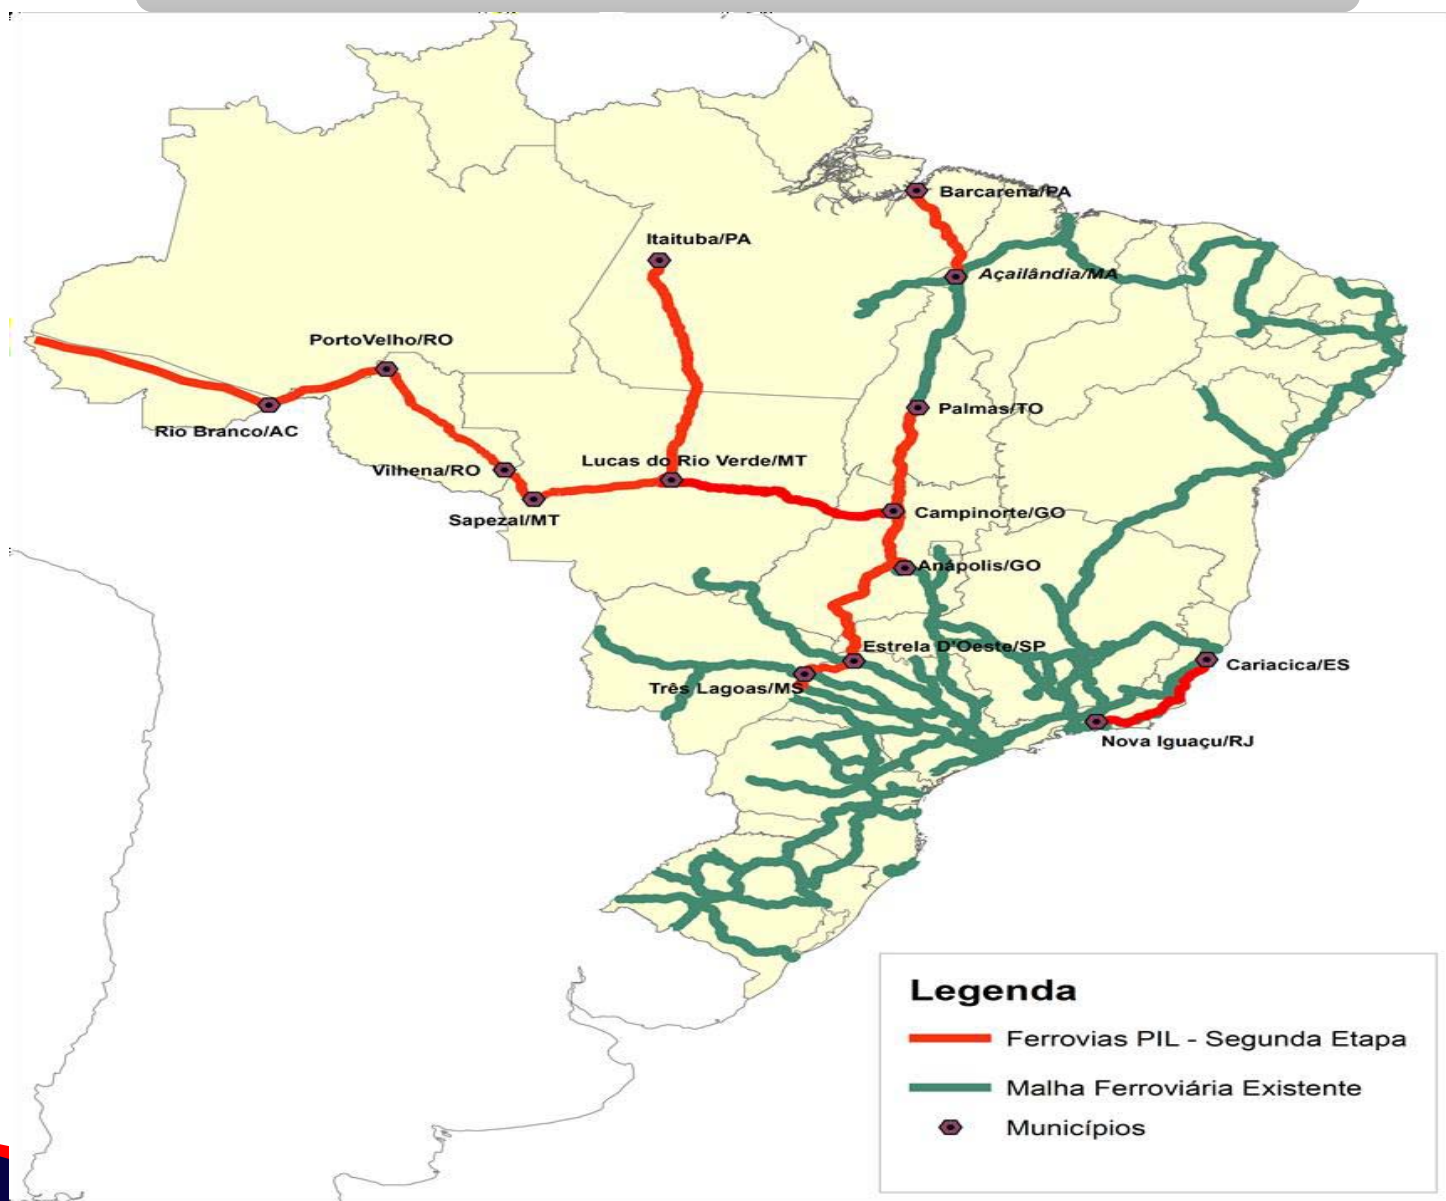 Barcarena/PA
Itaituba/PA
Açailândia/MA
PortoVelho/RO
Palmas/TO
Rio Branco/AC
Lucas do Rio Verde/MT
Vilhena/RO
Sapezal/MT
Campinorte/GO
Anápolis/GO
Estrela D'Oeste/SP
Cariacica/ES
Três Lagoas/MS
Nova Iguaçu/RJ
Legenda
Ferrovias PIL - Segunda Etapa
Malha Ferroviária Existente
Municípios